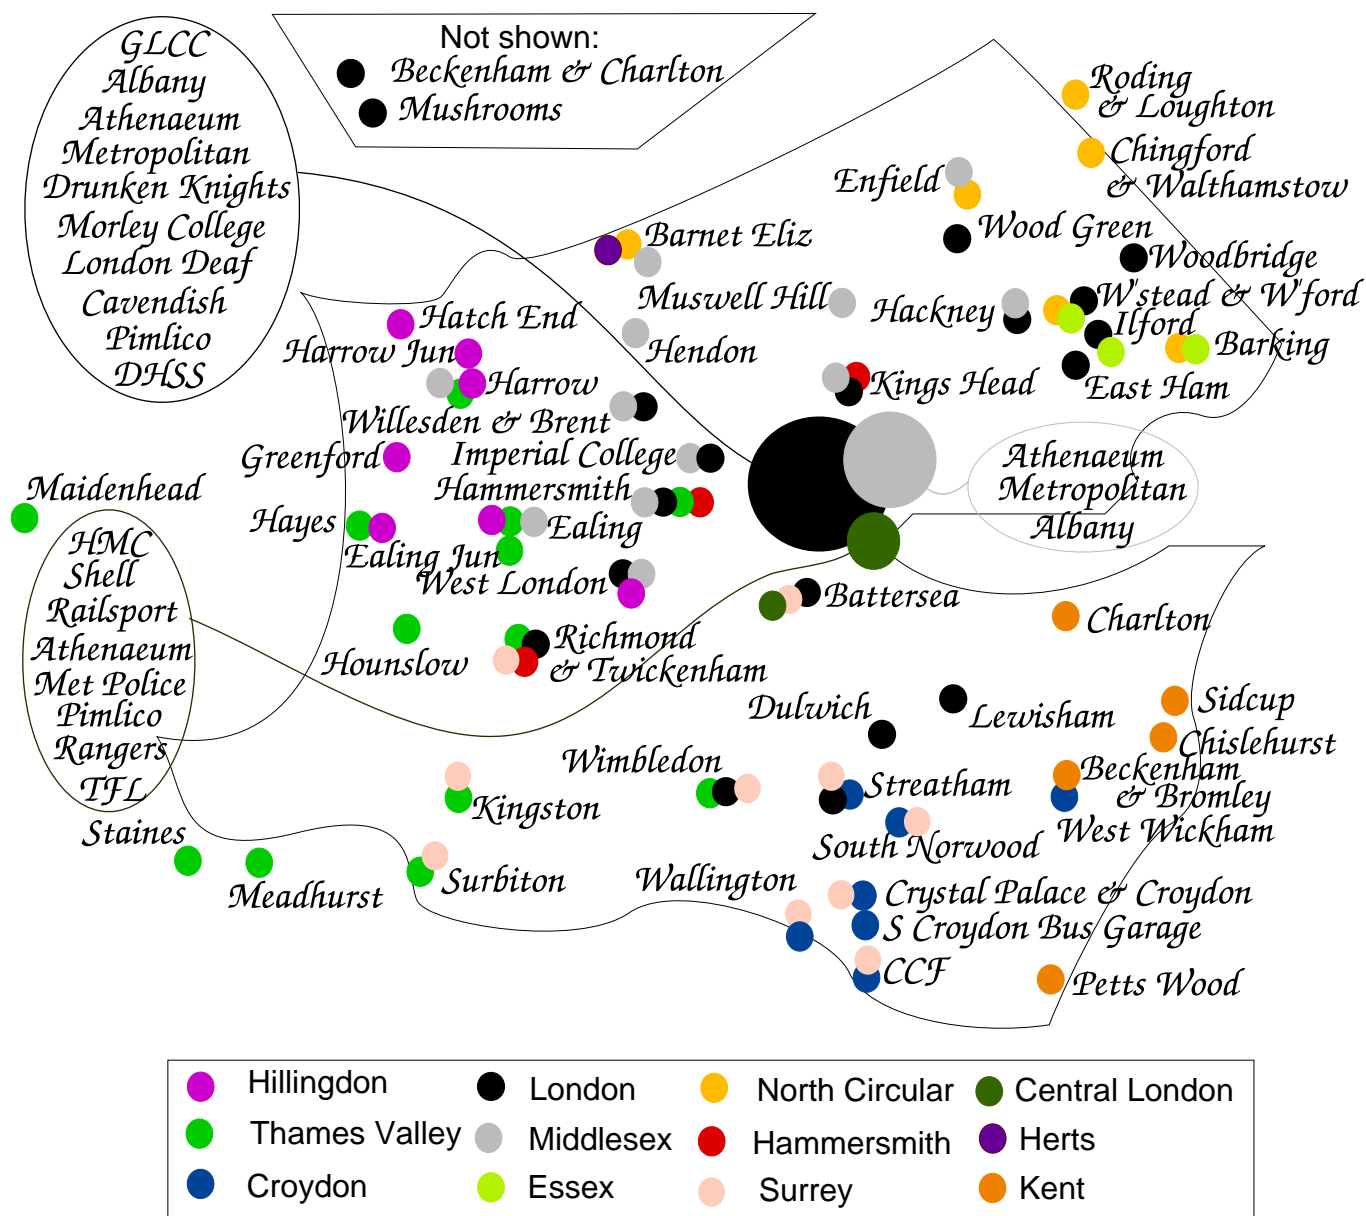 GLCC
Albany
Athenaeum
Metropolitan
Drunken Knights
Morley College
London Deaf
Cavendish
Pimlico
DHSS
Not shown:
Beckenham & Charlton
Mushrooms
Roding
& Loughton
Chingford
& Walthamstow
Enfield
Wood Green
Barnet Eliz
Woodbridge
Muswell Hill
Hackney
W'stead & W'ford
Ilford
Barking
East Ham
Hatch End
Harrow Jun
Hendon
Harrow
Kings Head
Willesden & Brent
Greenford
Imperial College
Hammersmith
Athenaeum
Metropolitan
Albany
Maidenhead
Hayes
Ealing
Ealing Jun
West London
HMC
Shell
Railsport
Athenaeum
Met Police
Pimlico
Rangers
TFL
Battersea
Charlton
Hounslow
Richmond
& Twickenham
Dulwich
Lewisham
Sidcup
Chislehurst
Wimbledon
Streatham
Beckenham
& Bromley
West Wickham
Kingston
South Norwood
Staines
Meadhurst
Surbiton
Wallington
Crystal Palace & Croydon
S Croydon Bus Garage
CCF
Petts Wood
Hillingdon
London
North Circular
Central London
Thames Valley
Middlesex
Hammersmith
Herts
Croydon
Essex
Surrey
Kent